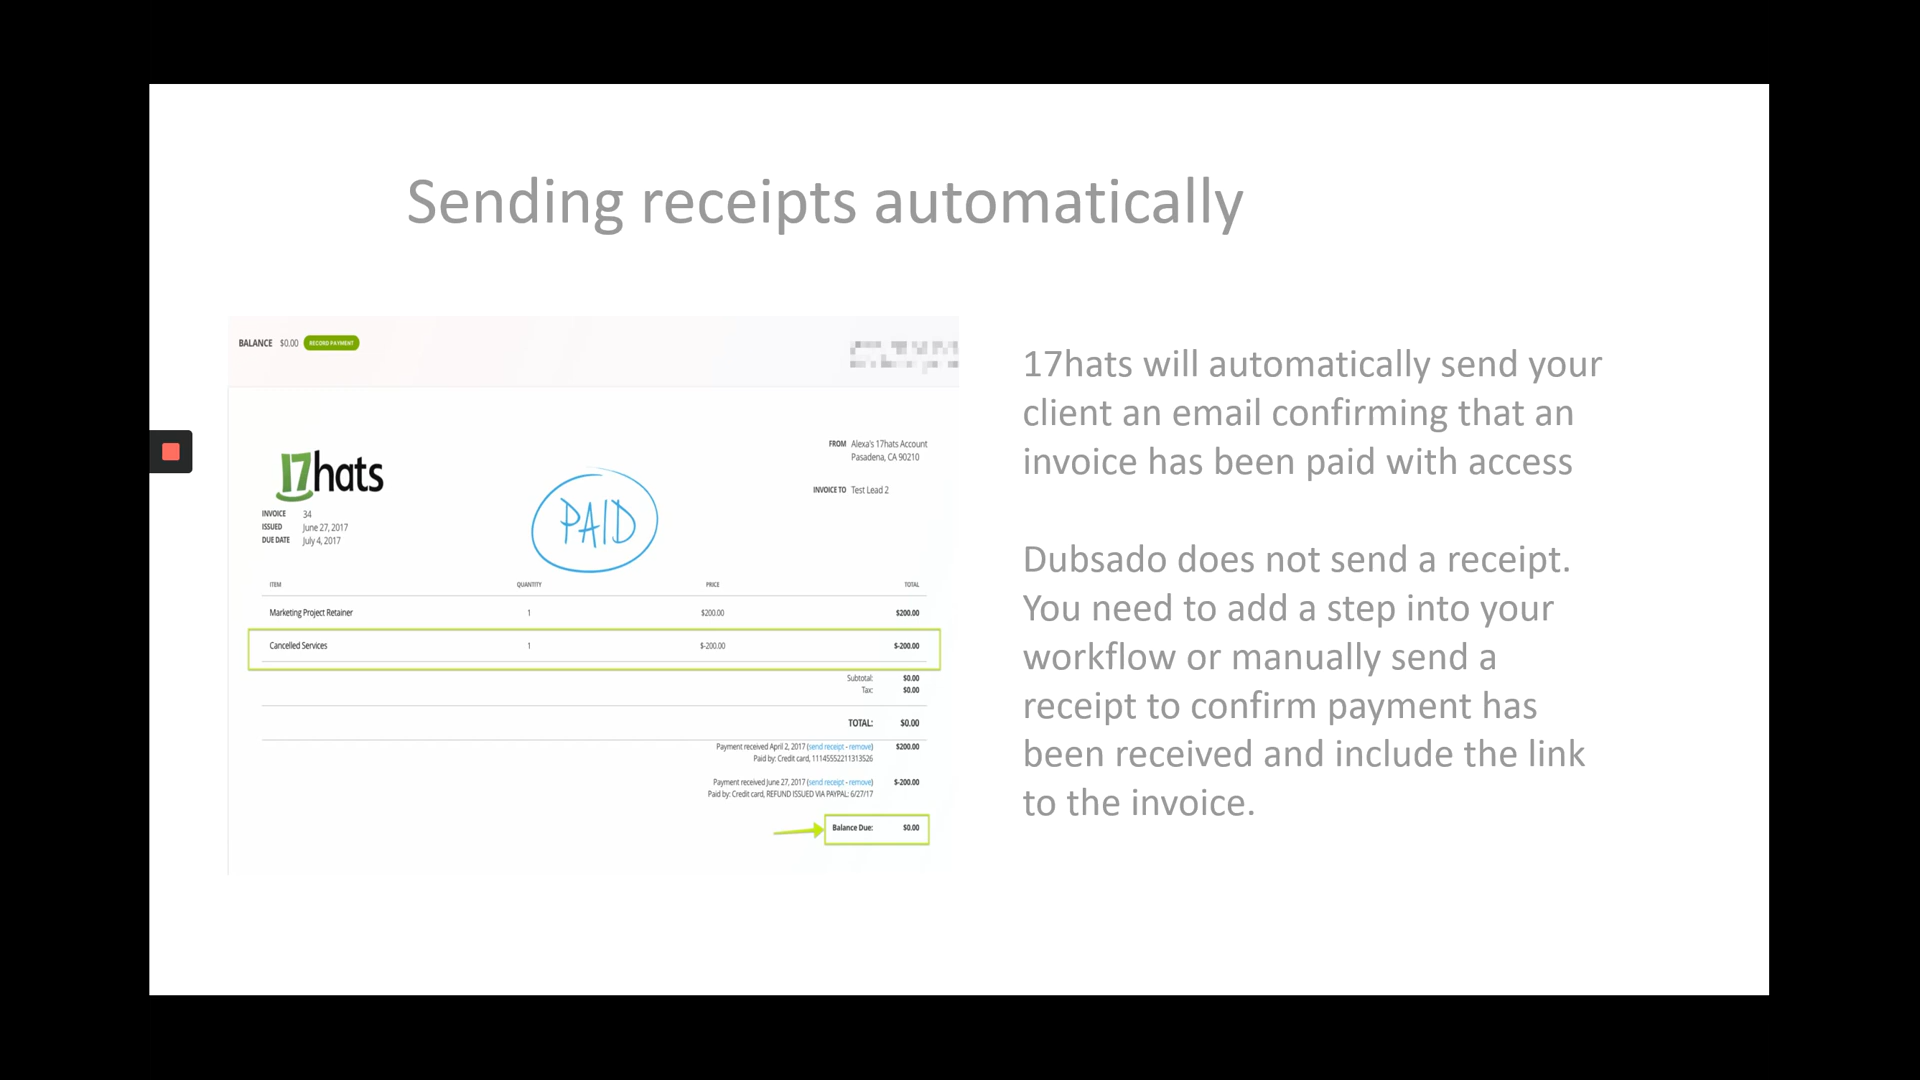 Sending receipts automatically
BALANCE $0.00 RECORD PAYMENT
FROM Alexa's 17hats Account
Pasadena, CA 90210
INVOICE TO Test Lead 2
17hats
INVOICE 34
ISSUED June 27, 2017
DUE DATE July 4, 2017
PAID
ITEM QUANTITY PRICE TOTAL
Marketing Project Retainer 1 $200.00 $200.00
Cancelled Services 1 $-200.00 $-200.00
Subtotal: $0.00
Tax: $0.00
TOTAL: $0.00
Payment received April 2, 2017 (send receipt - remove) $200.00
Paid by: Credit card, 11145552211313526
Payment received June 27, 2017 (send receipt - remove) $-200.00
Paid by: Credit card, REFUND ISSUED VIA PAYPAL: 6/27/17
Balance Due: $0.00
17hats will automatically send your
client an email confirming that an
invoice has been paid with access
Dubsado does not send a receipt.
You need to add a step into your
workflow or manually send a
receipt to confirm payment has
been received and include the link
to the invoice.